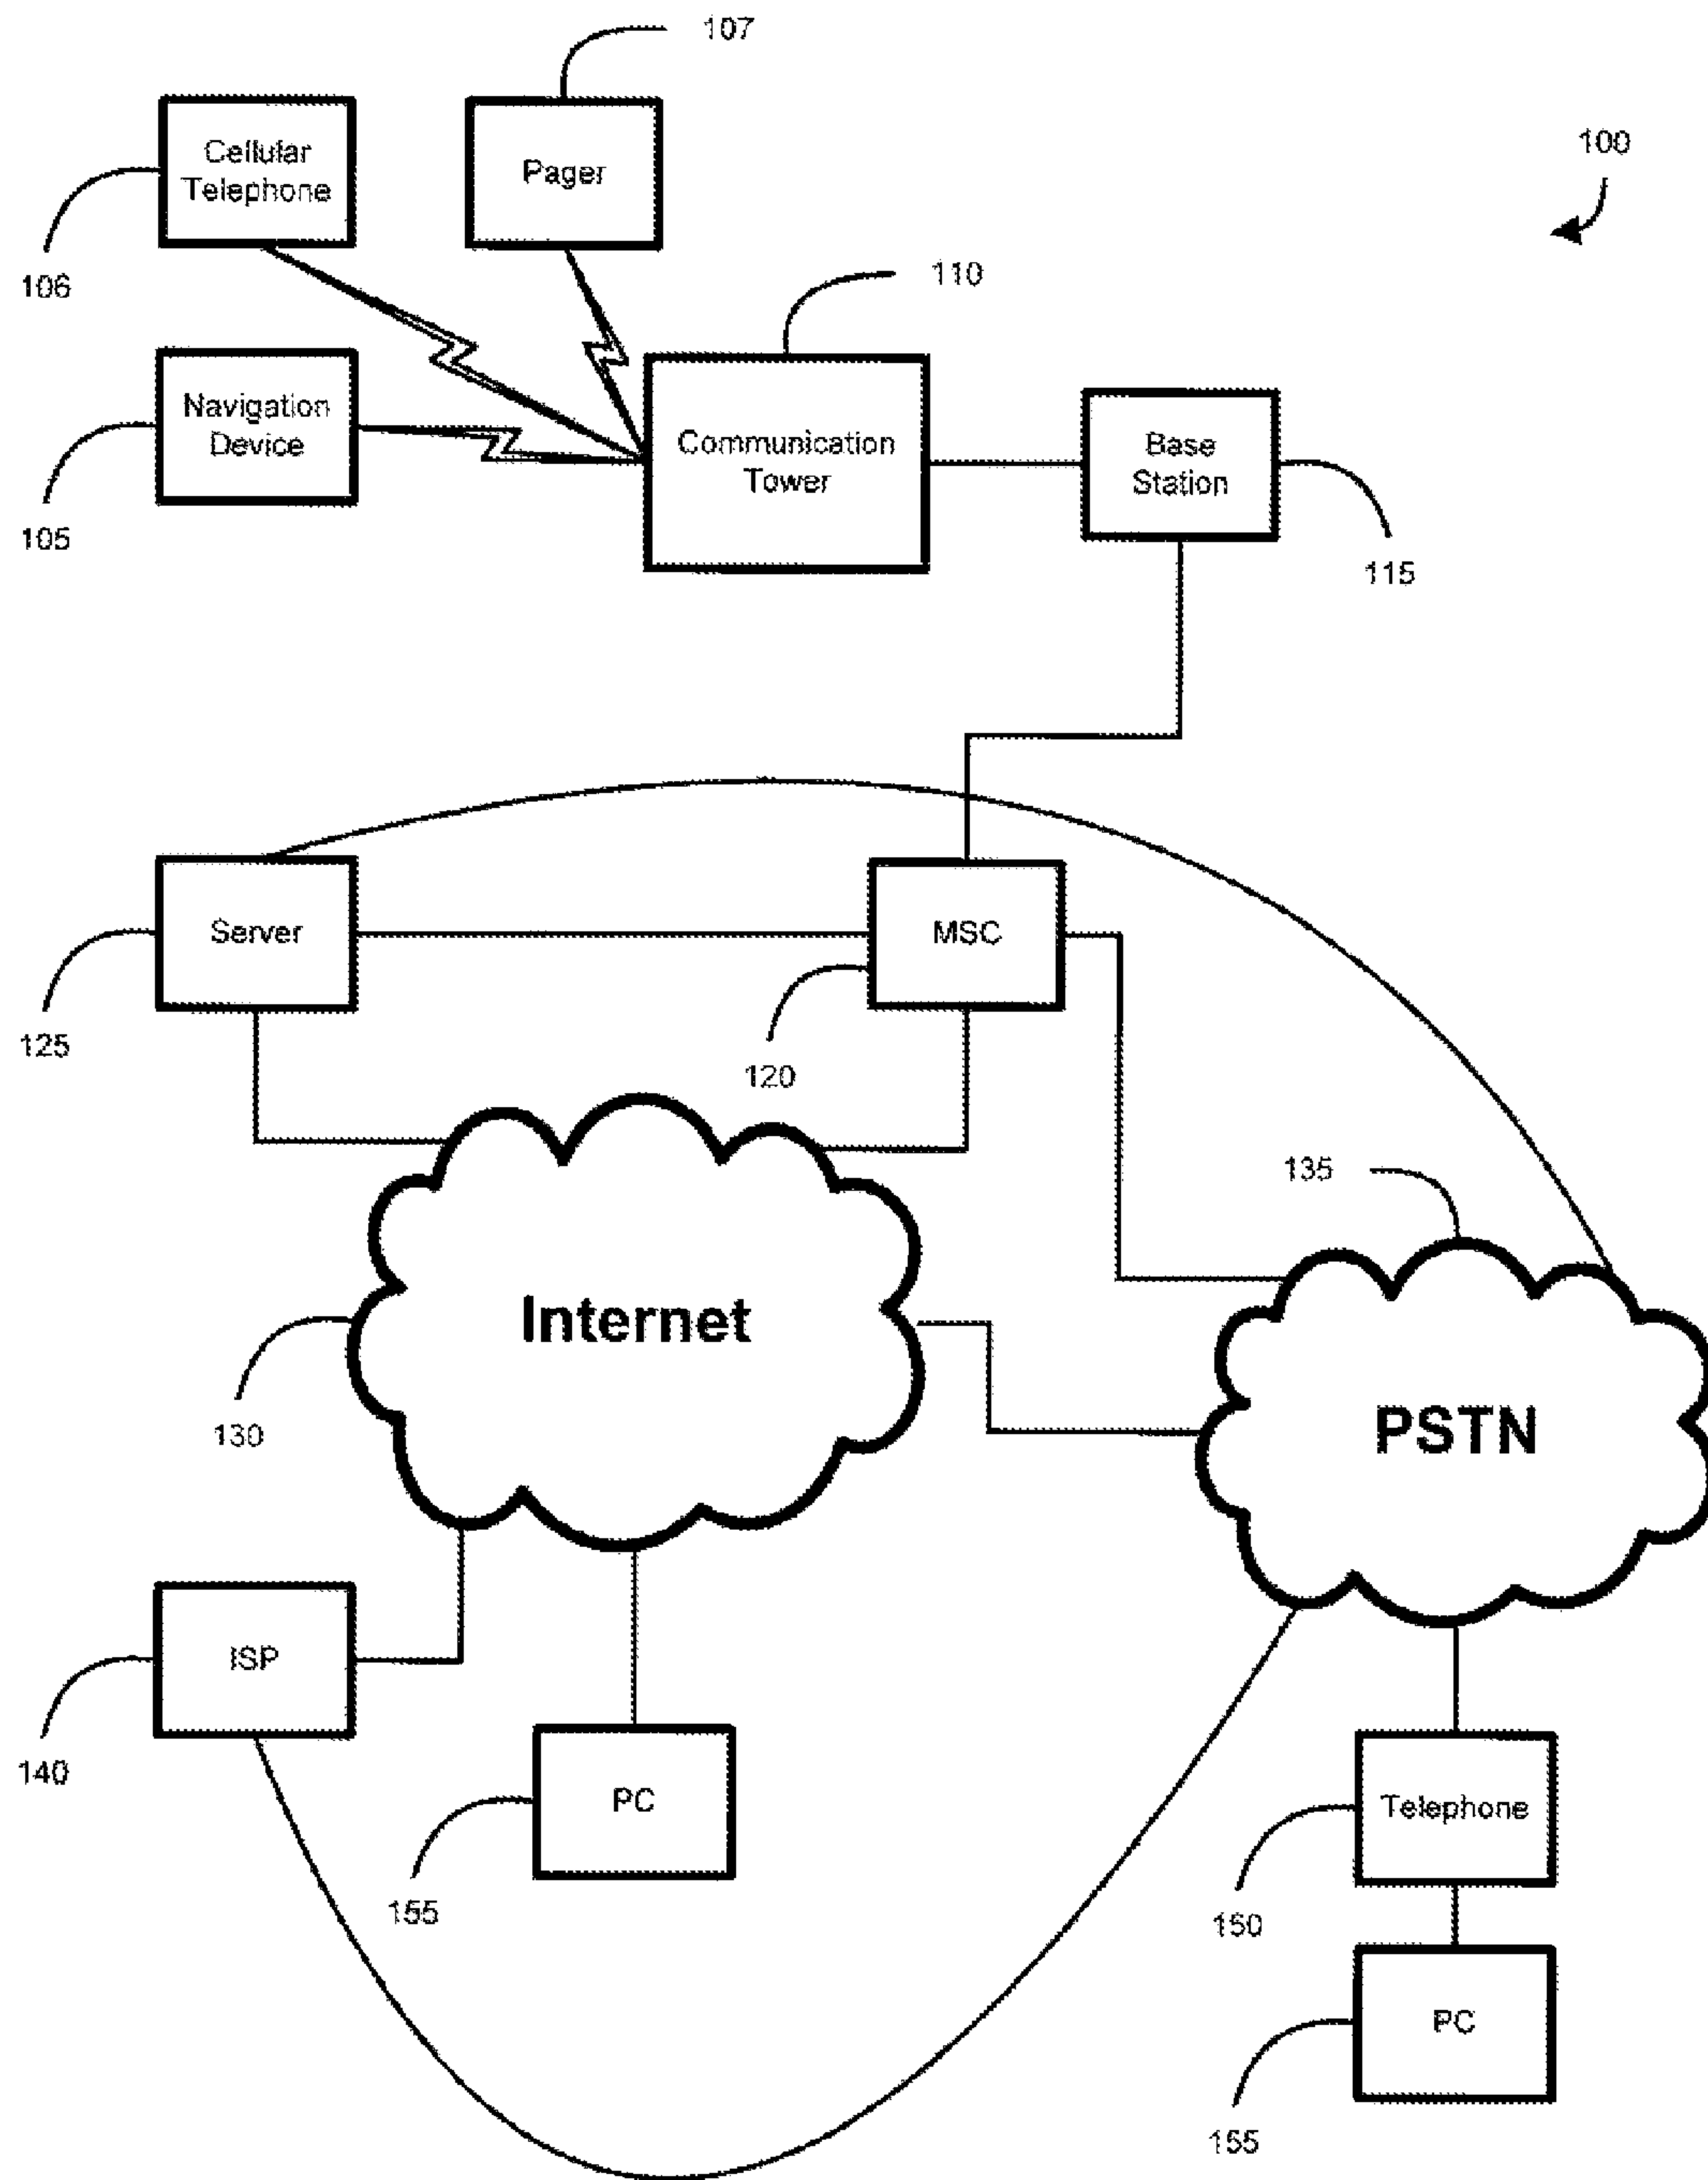 107
Cellular
Telephone
Pager
100
106
110
Navigation
Device
Communication
Tower
Base
Station
105
115
Server
MSC
125
120
135
Internet
130
PSTN
ISP
140
PC
Telephone
155
150
PC
155